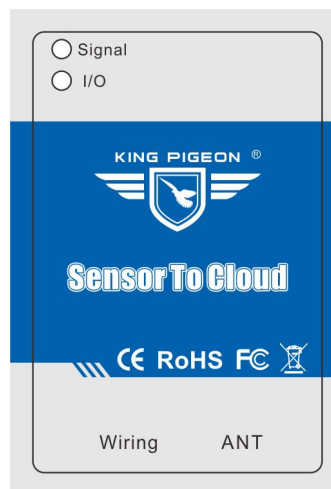 Signal
I/O
KING PIGEON ®
Sensor To Cloud
CE RoHS FC
Wiring ANT